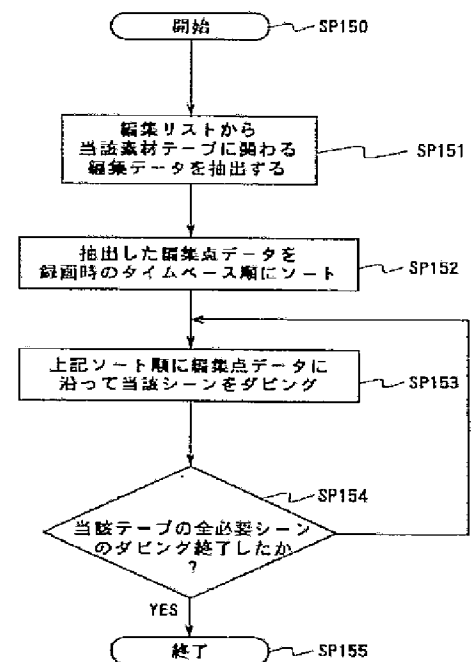 開始
SP150
編集リストから
当該素材テープに関わる
編集データを抽出する
SP151
抽出した編集点データを
録画時のタイムベース順にソート
SP152
上記ソート順に編集点データに
沿って当該シーンをダビング
SP153
SP154
当該テープの全必要シーン
のダビング終了したか
?
YES
終了
SP155